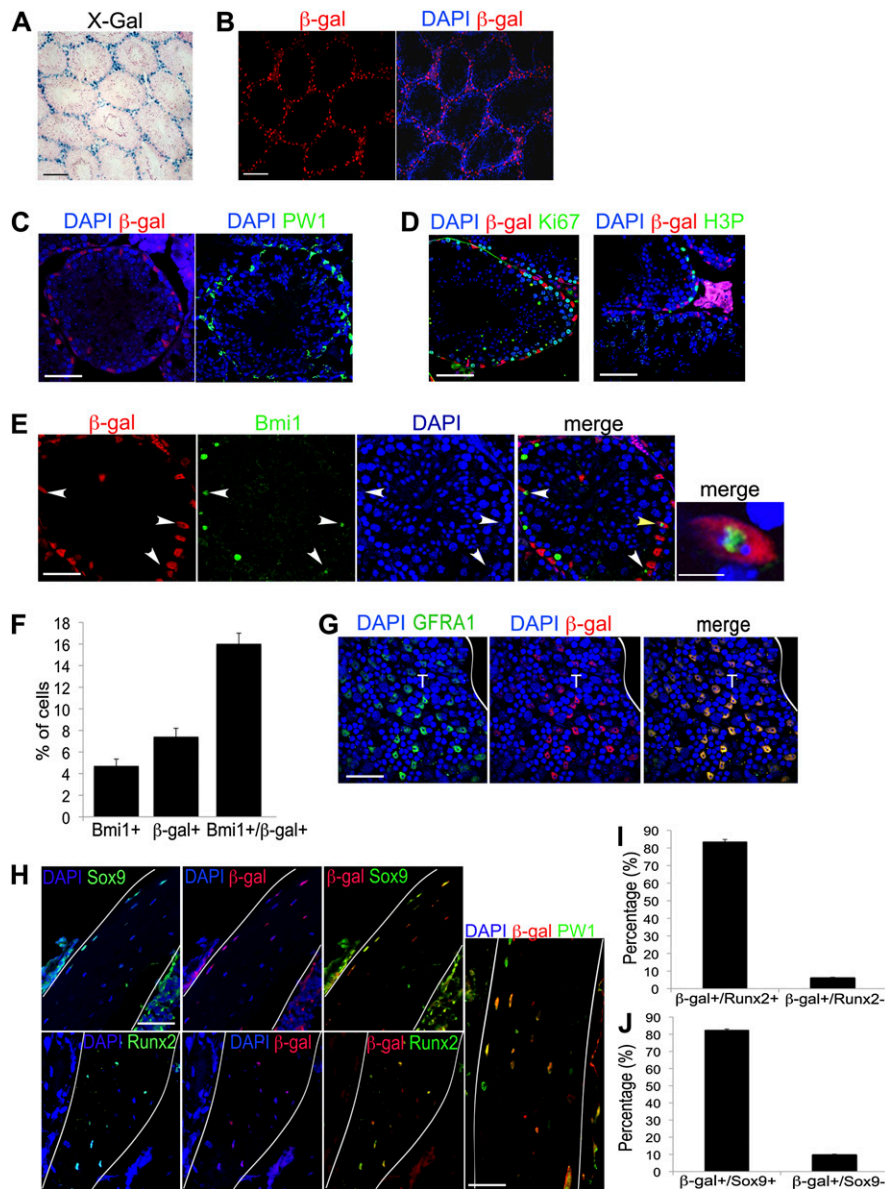 A
X-Gal
B
β-gal
DAPI β-gal
C
DAPI β-gal
DAPI PW1
D
DAPI β-gal Ki67
DAPI β-gal H3P
E
β-gal
Bmi1
DAPI
merge
merge
F
% of cells
18
16
14
12
10
8
6
4
2
0
Bmi1+
β-gal+
Bmi1+/β-gal+
G
DAPI GFRA1
DAPI β-gal
merge
T
T
T
H
DAPI Sox9
DAPI β-gal
β-gal Sox9
DAPI β-gal PW1
DAPI Runx2
DAPI β-gal
β-gal Runx2
I
Percentage (%)
90
80
70
60
50
40
30
20
10
0
β-gal+/Runx2+
β-gal+/Runx2-
J
Percentage (%)
90
80
70
60
50
40
30
20
10
0
β-gal+/Sox9+
β-gal+/Sox9-